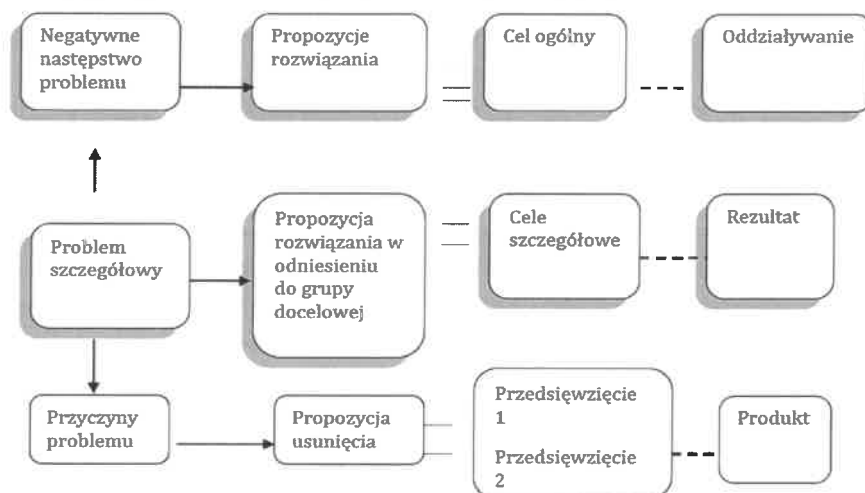 Negatywne
następstwo
problemu
Propozycje
rozwiązania
Cel ogólny
Oddziaływanie
Problem
szczegółowy
Propozycja
rozwiązania w
odniesieniu
do grupy
docelowej
Cele
szczegółowe
Rezultat
Przyczyny
problemu
Propozycja
usunięcia
Przedsięwzięcie
1
Przedsięwzięcie
2
Produkt